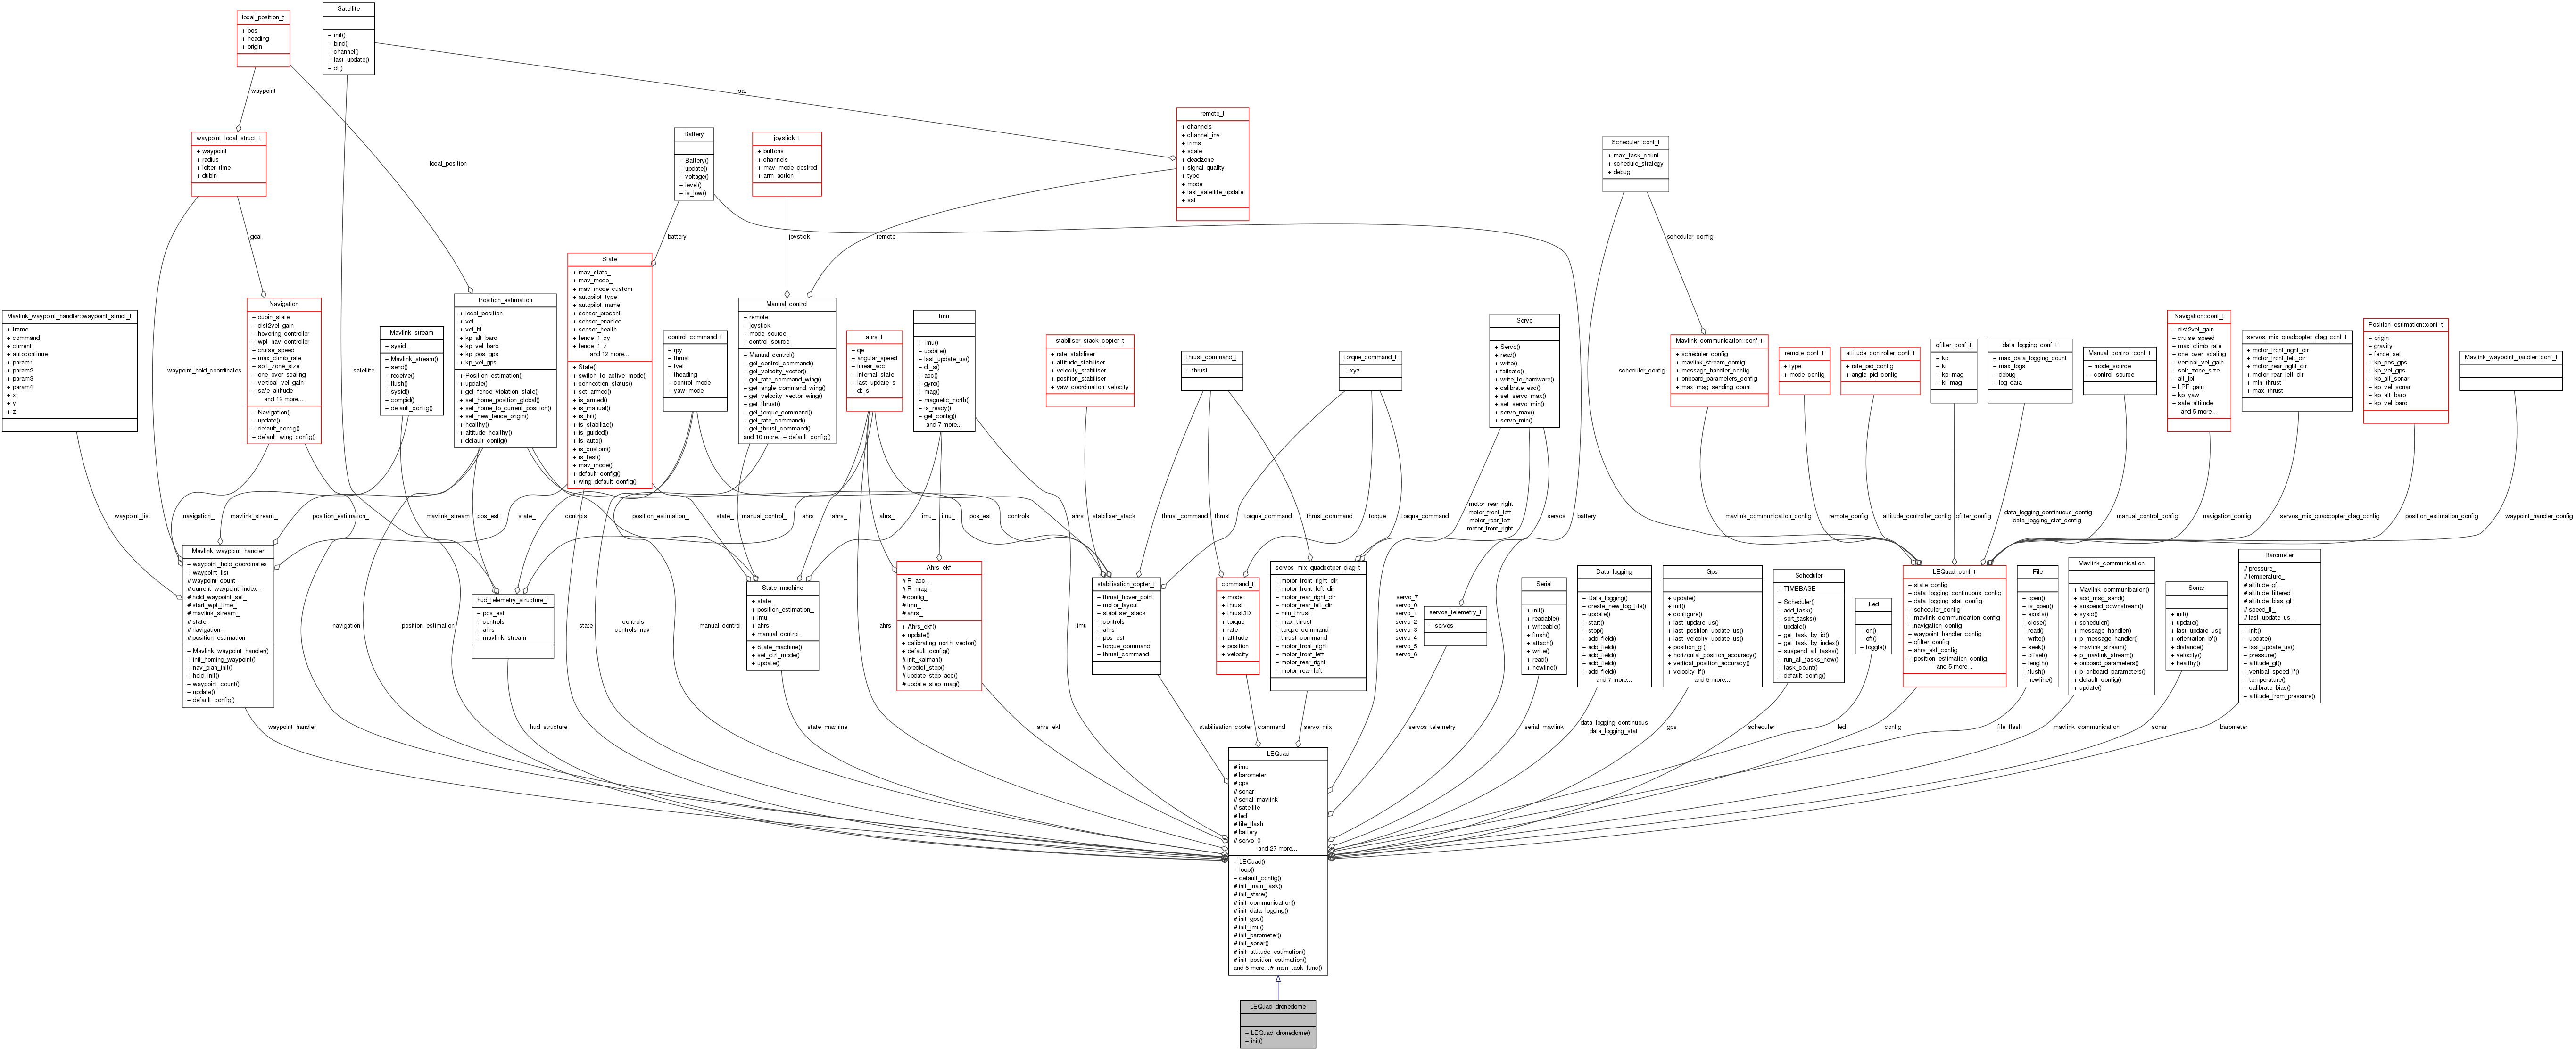 local_position_t
+ pos
+ heading
+ origin
Satellite
+ init()
+ bind()
+ channel()
+ last_update()
+ dt()
waypoint
sat
local_position
waypoint_local_struct_t
+ waypoint
+ radius
+ loiter_time
+ dubin
Battery
+ Battery()
+ update()
+ voltage()
+ level()
+ is_low()
joystick_t
+ buttons
+ channels
+ mav_mode_desired
+ arm_action
remote_t
+ channels
+ channel_inv
+ trims
+ scale
+ deadzone
+ signal_quality
+ type
+ mode
+ last_satellite_update
+ sat
Scheduler::conf_t
+ max_task_count
+ schedule_strategy
+ debug
goal
battery_
joystick
remote
scheduler_config
Mavlink_waypoint_handler::waypoint_struct_t
+ frame
+ command
+ current
+ autocontinue
+ param1
+ param2
+ param3
+ param4
+ x
+ y
+ z
waypoint_hold_coordinates
Navigation
+ dubin_state
+ dist2vel_gain
+ hovering_controller
+ wpt_nav_controller
+ cruise_speed
+ max_climb_rate
+ soft_zone_size
+ one_over_scaling
+ vertical_vel_gain
+ safe_altitude
and 12 more...
+ Navigation()
+ update()
+ default_config()
+ default_wing_config()
satellite
Mavlink_stream
+ sysid_
+ Mavlink_stream()
+ send()
+ receive()
+ flush()
+ sysid()
+ compid()
+ default_config()
Position_estimation
+ local_position
+ vel
+ vel_bf
+ kp_alt_baro
+ kp_vel_baro
+ kp_pos_gps
+ kp_vel_gps
+ Position_estimation()
+ update()
+ get_fence_violation_state()
+ set_home_position_global()
+ set_home_to_current_position()
+ set_new_fence_origin()
+ healthy()
+ altitude_healthy()
+ default_config()
State
+ mav_state_
+ mav_mode_
+ mav_mode_custom
+ autopilot_type
+ autopilot_name
+ sensor_present
+ sensor_enabled
+ sensor_health
+ fence_1_xy
+ fence_1_z
and 12 more...
+ State()
+ switch_to_active_mode()
+ connection_status()
+ set_armed()
+ is_armed()
+ is_manual()
+ is_hil()
+ is_stabilize()
+ is_guided()
+ is_auto()
+ is_custom()
+ is_test()
+ mav_mode()
+ default_config()
+ wing_default_config()
control_command_t
+ rpy
+ thrust
+ tvel
+ theading
+ control_mode
+ yaw_mode
Manual_control
+ remote
+ joystick
+ mode_source_
+ control_source_
+ Manual_control()
+ get_control_command()
+ get_velocity_vector()
+ get_rate_command_wing()
+ get_angle_command_wing()
+ get_velocity_vector_wing()
+ get_thrust()
+ get_torque_command()
+ get_rate_command()
+ get_thrust_command()
and 10 more...+ default_config()
ahrs_t
+ qe
+ angular_speed
+ linear_acc
+ internal_state
+ last_update_s
+ dt_s
Imu
+ Imu()
+ update()
+ last_update_us()
+ dt_s()
+ acc()
+ gyro()
+ mag()
+ magnetic_north()
+ is_ready()
+ get_config()
and 7 more...
stabiliser_stack_copter_t
+ rate_stabiliser
+ attitude_stabiliser
+ velocity_stabiliser
+ position_stabiliser
+ yaw_coordination_velocity
thrust_command_t
+ thrust
torque_command_t
+ xyz
Servo
+ Servo()
+ read()
+ write()
+ failsafe()
+ write_to_hardware()
+ calibrate_esc()
+ set_servo_max()
+ set_servo_min()
+ servo_max()
+ servo_min()
scheduler_config
Mavlink_communication::conf_t
+ scheduler_config
+ mavlink_stream_config
+ message_handler_config
+ onboard_parameters_config
+ max_msg_sending_count
remote_conf_t
+ type
+ mode_config
attitude_controller_conf_t
+ rate_pid_config
+ angle_pid_config
qfilter_conf_t
+ kp
+ ki
+ kp_mag
+ ki_mag
data_logging_conf_t
+ max_data_logging_count
+ max_logs
+ debug
+ log_data
Manual_control::conf_t
+ mode_source
+ control_source
Navigation::conf_t
+ dist2vel_gain
+ cruise_speed
+ max_climb_rate
+ one_over_scaling
+ vertical_vel_gain
+ soft_zone_size
+ alt_lpf
+ LPF_gain
+ kp_yaw
+ safe_altitude
and 5 more...
servos_mix_quadcopter_diag_conf_t
+ motor_front_right_dir
+ motor_front_left_dir
+ motor_rear_right_dir
+ motor_rear_left_dir
+ min_thrust
+ max_thrust
Position_estimation::conf_t
+ origin
+ gravity
+ fence_set
+ kp_pos_gps
+ kp_vel_gps
+ kp_alt_sonar
+ kp_vel_sonar
+ kp_alt_baro
+ kp_vel_baro
Mavlink_waypoint_handler::conf_t
waypoint_list
navigation_
mavlink_stream_
position_estimation_
mavlink_stream
pos_est
state_
controls
position_estimation_
state_
manual_control_
ahrs
ahrs_
ahrs_
imu_
imu_
pos_est
controls
ahrs
stabiliser_stack
thrust_command
thrust
torque_command
thrust_command
torque
torque_command
motor_rear_right
motor_front_left
motor_rear_left
motor_front_right
servos
battery
mavlink_communication_config
remote_config
attitude_controller_config
qfilter_config
data_logging_continuous_config
data_logging_stat_config
manual_control_config
navigation_config
servos_mix_quadcopter_diag_config
position_estimation_config
waypoint_handler_config
Mavlink_waypoint_handler
+ waypoint_hold_coordinates
+ waypoint_list
# waypoint_count_
# current_waypoint_index_
# hold_waypoint_set_
# start_wpt_time_
# mavlink_stream_
# state_
# navigation_
# position_estimation_
+ Mavlink_waypoint_handler()
+ init_homing_waypoint()
+ nav_plan_init()
+ hold_init()
+ waypoint_count()
+ update()
+ default_config()
navigation
position_estimation
hud_telemetry_structure_t
+ pos_est
+ controls
+ ahrs
+ mavlink_stream
state
controls
controls_nav
manual_control
State_machine
+ state_
+ position_estimation_
+ imu_
+ ahrs_
+ manual_control_
+ State_machine()
+ set_ctrl_mode()
+ update()
ahrs
Ahrs_ekf
# R_acc_
# R_mag_
# config_
# imu_
# ahrs_
+ Ahrs_ekf()
+ update()
+ calibrating_north_vector()
+ default_config()
# init_kalman()
# predict_step()
# update_step_acc()
# update_step_mag()
imu
stabilisation_copter_t
+ thrust_hover_point
+ motor_layout
+ stabiliser_stack
+ controls
+ ahrs
+ pos_est
+ torque_command
+ thrust_command
command_t
+ mode
+ thrust
+ thrust3D
+ torque
+ rate
+ attitude
+ position
+ velocity
servos_mix_quadcotper_diag_t
+ motor_front_right_dir
+ motor_front_left_dir
+ motor_rear_right_dir
+ motor_rear_left_dir
+ min_thrust
+ max_thrust
+ torque_command
+ thrust_command
+ motor_front_right
+ motor_front_left
+ motor_rear_right
+ motor_rear_left
servo_7
servo_0
servo_1
servo_2
servo_3
servo_4
servo_5
servo_6
servos_telemetry_t
+ servos
Serial
+ init()
+ readable()
+ writeable()
+ flush()
+ attach()
+ write()
+ read()
+ newline()
Data_logging
+ Data_logging()
+ create_new_log_file()
+ update()
+ start()
+ stop()
+ add_field()
+ add_field()
+ add_field()
+ add_field()
+ add_field()
and 7 more...
Gps
+ update()
+ init()
+ configure()
+ last_update_us()
+ last_position_update_us()
+ last_velocity_update_us()
+ position_gf()
+ horizontal_position_accuracy()
+ vertical_position_accuracy()
+ velocity_lf()
and 5 more...
Scheduler
+ TIMEBASE
+ Scheduler()
+ add_task()
+ sort_tasks()
+ update()
+ get_task_by_id()
+ get_task_by_index()
+ suspend_all_tasks()
+ run_all_tasks_now()
+ task_count()
+ default_config()
Led
+ on()
+ off()
+ toggle()
LEQuad::conf_t
+ state_config
+ data_logging_continuous_config
+ data_logging_stat_config
+ scheduler_config
+ mavlink_communication_config
+ navigation_config
+ waypoint_handler_config
+ qfilter_config
+ ahrs_ekf_config
+ position_estimation_config
and 5 more...
File
+ open()
+ is_open()
+ exists()
+ close()
+ read()
+ write()
+ seek()
+ offset()
+ length()
+ flush()
+ newline()
Mavlink_communication
+ Mavlink_communication()
+ add_msg_send()
+ suspend_downstream()
+ sysid()
+ scheduler()
+ message_handler()
+ p_message_handler()
+ mavlink_stream()
+ p_mavlink_stream()
+ onboard_parameters()
+ p_onboard_parameters()
+ default_config()
+ update()
Sonar
+ init()
+ update()
+ last_update_us()
+ orientation_bf()
+ distance()
+ velocity()
+ healthy()
Barometer
# pressure_
# temperature_
# altitude_gf_
# altitude_filtered
# altitude_bias_gf_
# speed_lf_
# last_update_us_
+ init()
+ update()
+ last_update_us()
+ pressure()
+ altitude_gf()
+ vertical_speed_lf()
+ temperature()
+ calibrate_bias()
+ altitude_from_pressure()
waypoint_handler
hud_structure
state_machine
ahrs_ekf
stabilisation_copter
command
servo_mix
servos_telemetry
serial_mavlink
data_logging_continuous
data_logging_stat
gps
scheduler
led
config_
file_flash
mavlink_communication
sonar
barometer
LEQuad
# imu
# barometer
# gps
# sonar
# serial_mavlink
# satellite
# led
# file_flash
# battery
# servo_0
and 27 more...
+ LEQuad()
+ loop()
+ default_config()
# init_main_task()
# init_state()
# init_communication()
# init_data_logging()
# init_gps()
# init_imu()
# init_barometer()
# init_sonar()
# init_attitude_estimation()
# init_position_estimation()
and 5 more...# main_task_func()
LEQuad_dronedome
+ LEQuad_dronedome()
+ init()